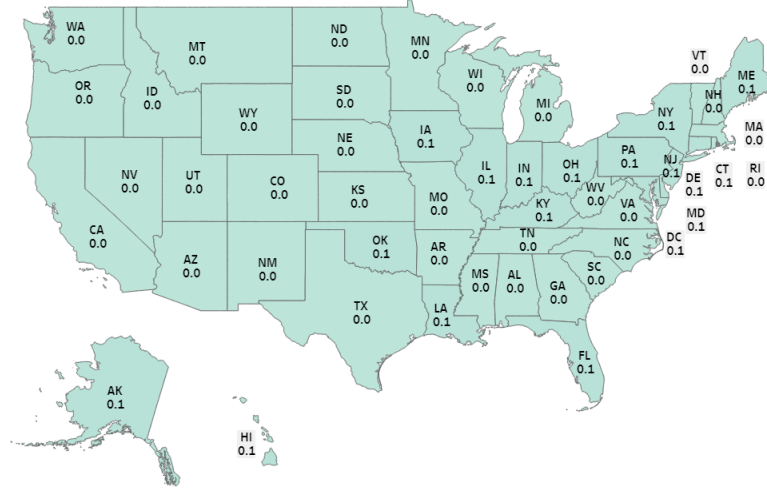 WA
0.0
MT
0.0
ND
0.0
MN
0.0
VT
0.0
OR
0.0
ID
0.0
WY
0.0
SD
0.0
WI
0.0
MI
0.0
NH
0.0
ME
0.1
NY
0.1
MA
0.0
NE
0.0
IA
0.1
IL
0.1
IN
0.1
OH
0.1
PA
0.1
NJ
0.1
CT
0.1
RI
0.0
NV
0.0
UT
0.0
CO
0.0
KS
0.0
MO
0.0
KY
0.1
WV
0.0
VA
0.0
DE
0.1
MD
0.1
DC
0.1
CA
0.0
AZ
0.0
NM
0.0
OK
0.1
AR
0.0
TN
0.0
NC
0.0
SC
0.0
MS
0.0
AL
0.0
GA
0.0
TX
0.0
LA
0.1
FL
0.1
AK
0.1
HI
0.1